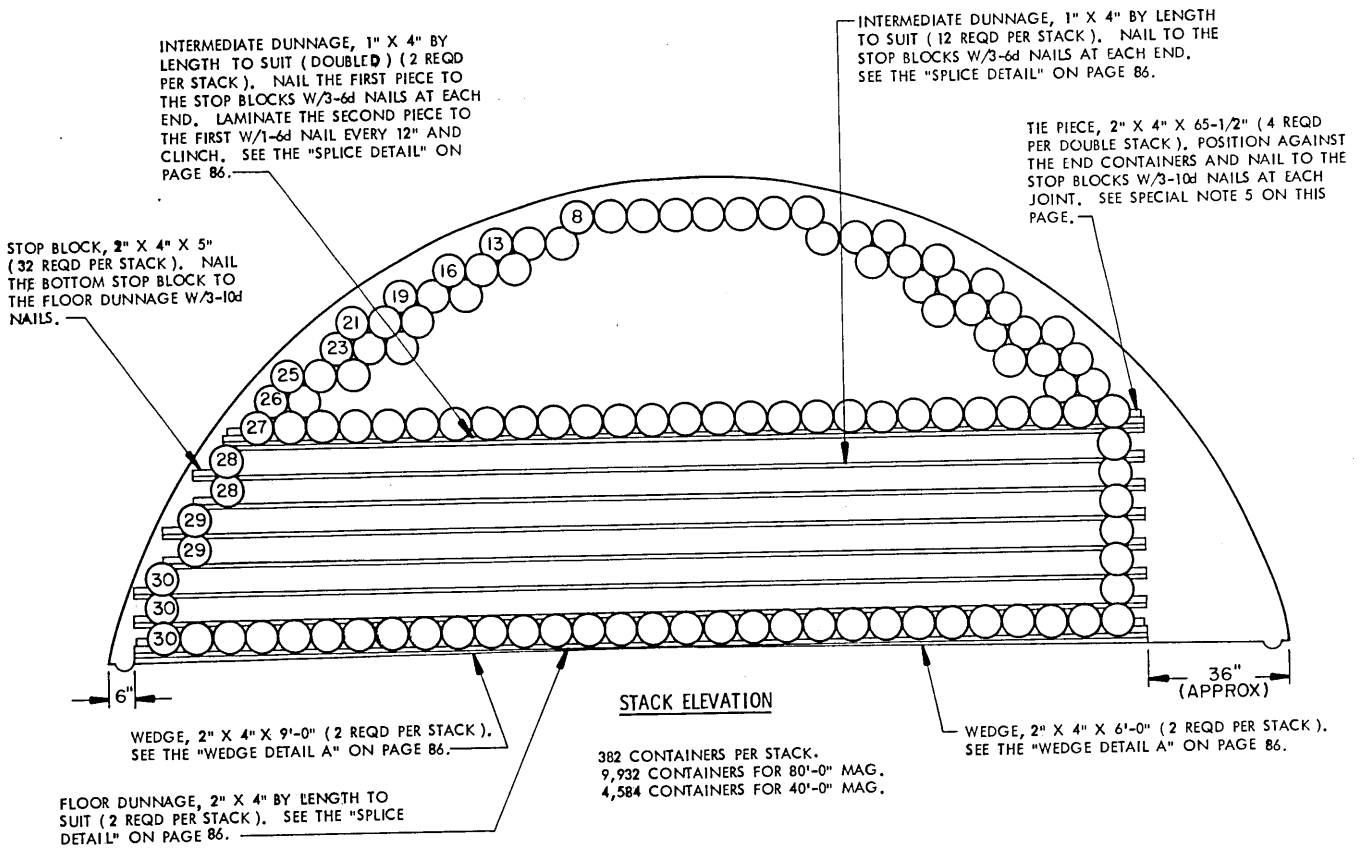 INTERMEDIATE DUNNAGE, 1" X 4" BY
LENGTH TO SUIT (DOUBLED) (2 REQD
PER STACK). NAIL THE FIRST PIECE TO
THE STOP BLOCKS W/3-6d NAILS AT EACH
END. LAMINATE THE SECOND PIECE TO
THE FIRST W/1-6d NAIL EVERY 12" AND
CLINCH. SEE THE "SPLICE DETAIL" ON
PAGE 86.
INTERMEDIATE DUNNAGE, 1" X 4" BY LENGTH
TO SUIT (12 REQD PER STACK). NAIL TO THE
STOP BLOCKS W/3-6d NAILS AT EACH END.
SEE THE "SPLICE DETAIL" ON PAGE 86.
TIE PIECE, 2" X 4" X 65-1/2" (4 REQD
PER DOUBLE STACK). POSITION AGAINST
THE END CONTAINERS AND NAIL TO THE
STOP BLOCKS W/3-10d NAILS AT EACH
JOINT. SEE SPECIAL NOTE 5 ON THIS
PAGE.
STOP BLOCK, 2" X 4" X 5"
(32 REQD PER STACK). NAIL
THE BOTTOM STOP BLOCK TO
THE FLOOR DUNNAGE W/3-10d
NAILS.
8
13
16
19
21
23
25
26
27
28
28
29
29
30
30
30
6"
36"
(APPROX)
STACK ELEVATION
WEDGE, 2" X 4" X 9'-0" (2 REQD PER STACK).
SEE THE "WEDGE DETAIL A" ON PAGE 86.
382 CONTAINERS PER STACK.
9,932 CONTAINERS FOR 80'-0" MAG.
4,584 CONTAINERS FOR 40'-0" MAG.
WEDGE, 2" X 4" X 6'-0" (2 REQD PER STACK).
SEE THE "WEDGE DETAIL A" ON PAGE 86.
FLOOR DUNNAGE, 2" X 4" BY LENGTH TO
SUIT (2 REQD PER STACK). SEE THE "SPLICE
DETAIL" ON PAGE 86.